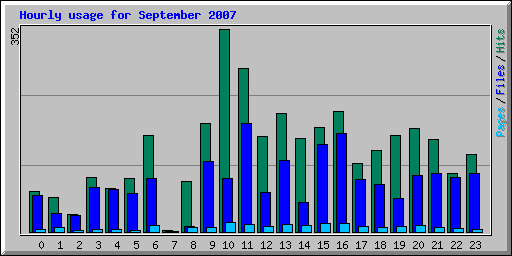 Hourly usage for September 2007
352
Pages/Files/Hits
0 1 2 3 4 5 6 7 8 9 10 11 12 13 14 15 16 17 18 19 20 21 22 23